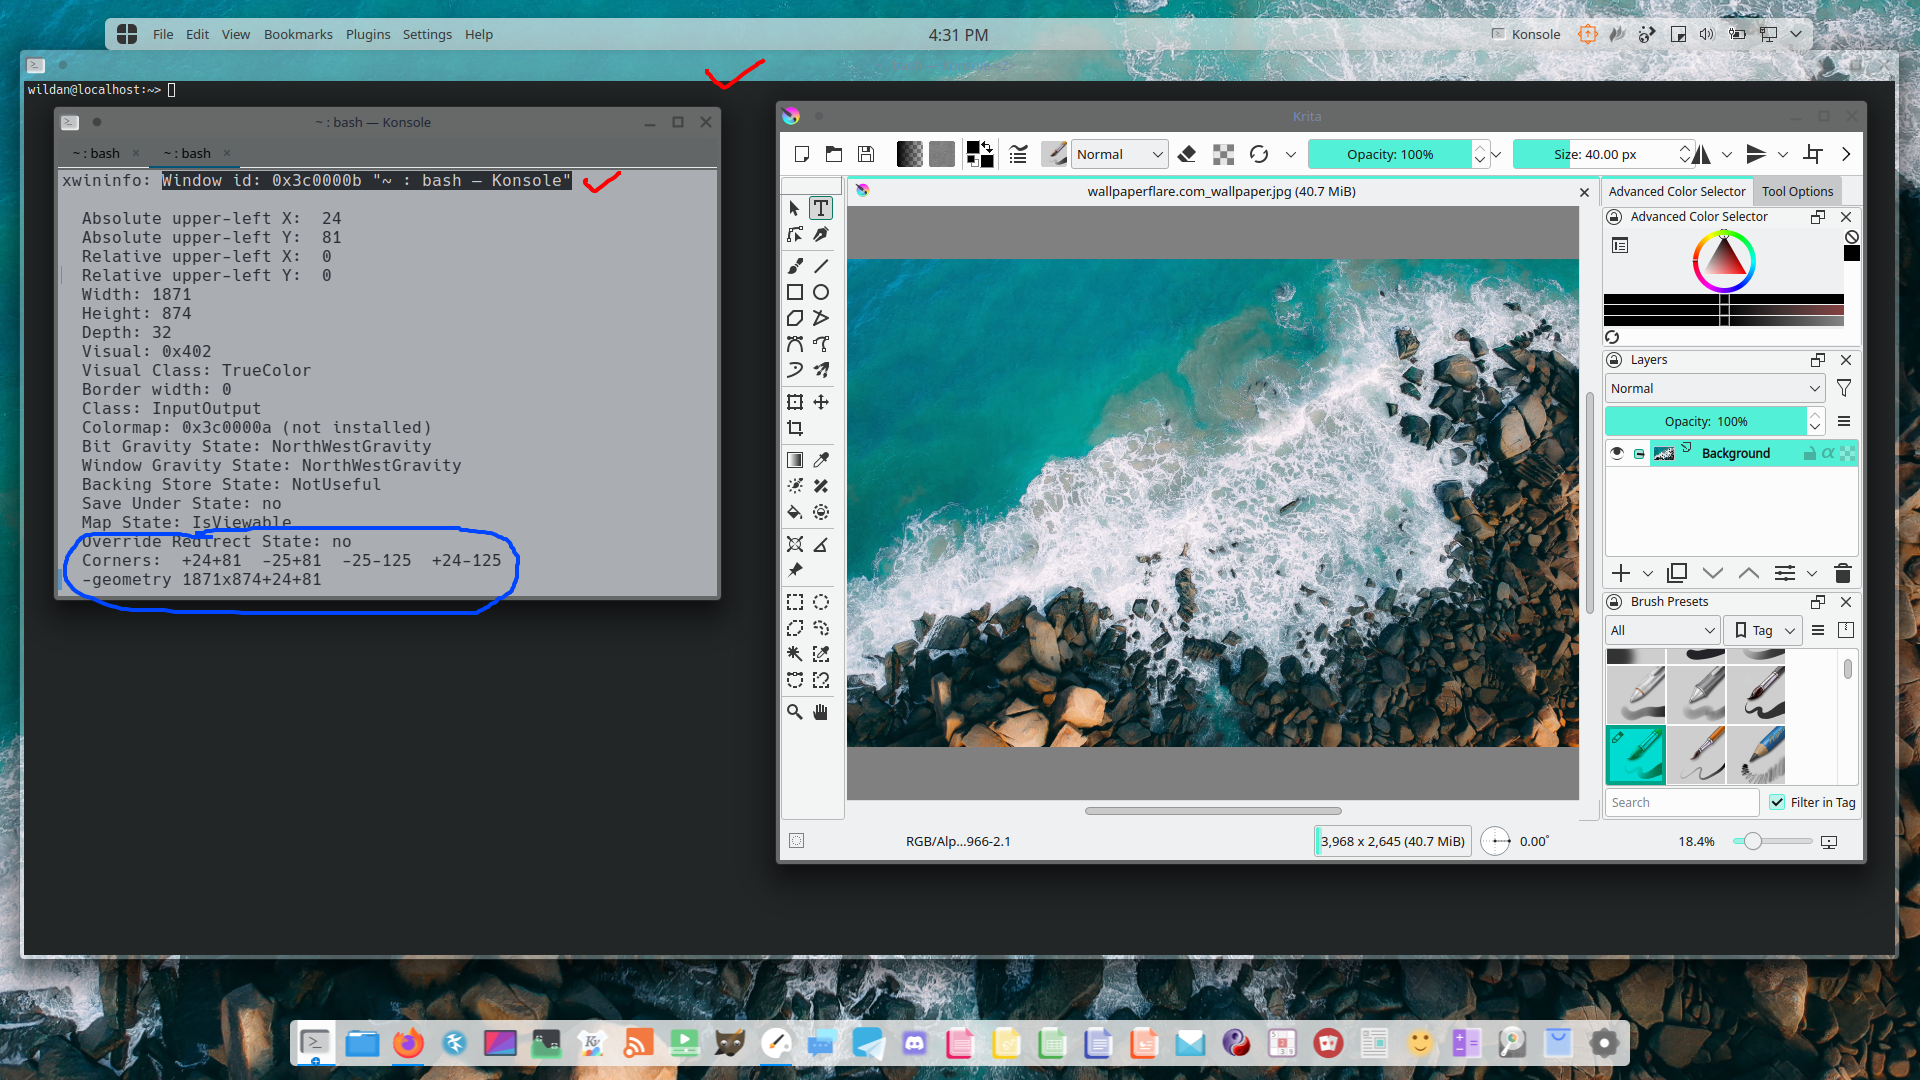 File Edit View Bookmarks Plugins Settings Help
4:31 PM
Konsole
wildan@localhost:~>
~ : bash — Konsole
~ : bash
~ : bash
xwininfo: Window id: 0x3c0000b "~ : bash — Konsole"
Absolute upper-left X: 24
Absolute upper-left Y: 81
Relative upper-left X: 0
Relative upper-left Y: 0
Width: 1871
Height: 874
Depth: 32
Visual: 0x402
Visual Class: TrueColor
Border width: 0
Class: InputOutput
Colormap: 0x3c0000a (not installed)
Bit Gravity State: NorthWestGravity
Window Gravity State: NorthWestGravity
Backing Store State: NotUseful
Save Under State: no
Map State: IsViewable
Override Redirect State: no
Corners: +24+81 -25+81 -25-125 +24-125
-geometry 1871x874+24+81
Krita
Normal
Opacity: 100%
Size: 40.00 px
wallpaperflare.com_wallpaper.jpg (40.7 MiB)
Advanced Color Selector
Tool Options
Advanced Color Selector
Layers
Normal
Opacity: 100%
Background
Brush Presets
All
Tag
Search
Filter in Tag
RGB/Alp...966-2.1
3,968 x 2,645 (40.7 MiB)
0.00°
18.4%